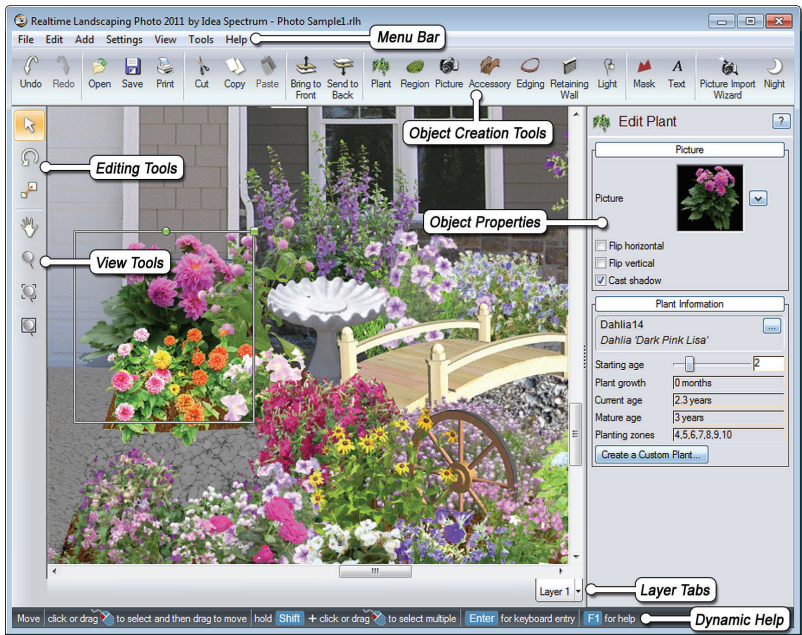 Realtime Landscaping Photo 2011 by Idea Spectrum - Photo Sample1.rlh
File Edit Add Settings View Tools Help
Menu Bar
Undo Redo Open Save Print Cut Copy Paste Bring to Front Send to Back Plant Region Picture Accessory Edging Retaining Wall Light Mask Text Picture Import Wizard Night
Object Creation Tools
Editing Tools
View Tools
Object Properties
Edit Plant
?
Picture
Picture
Flip horizontal
Flip vertical
Cast shadow
Plant Information
Dahlia14
...
Dahlia 'Dark Pink Lisa'
Starting age 2
Plant growth 0 months
Current age 2.3 years
Mature age 3 years
Planting zones 4,5,6,7,8,9,10
Create a Custom Plant...
Layer 1
Layer Tabs
Move click or drag to select and then drag to move hold Shift + click or drag to select multiple Enter for keyboard entry F1 for help
Dynamic Help